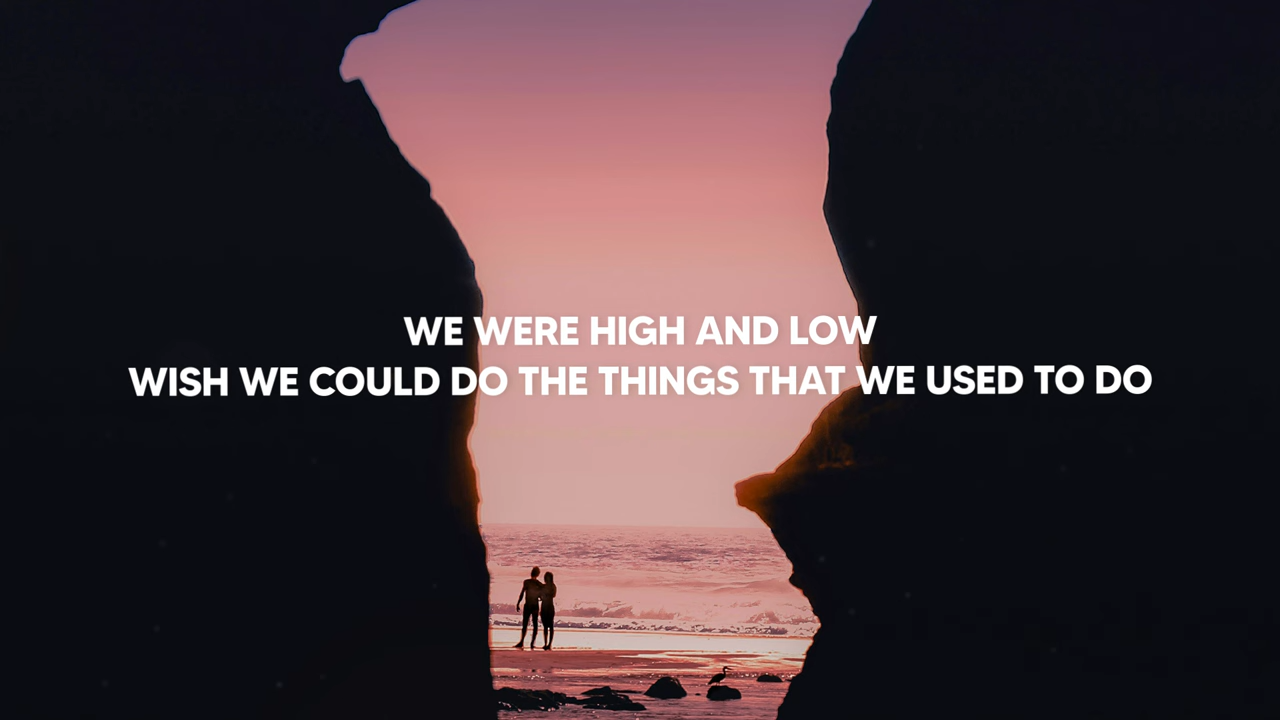 WE WERE HIGH AND LOW
WISH WE COULD DO THE THINGS THAT WE USED TO DO